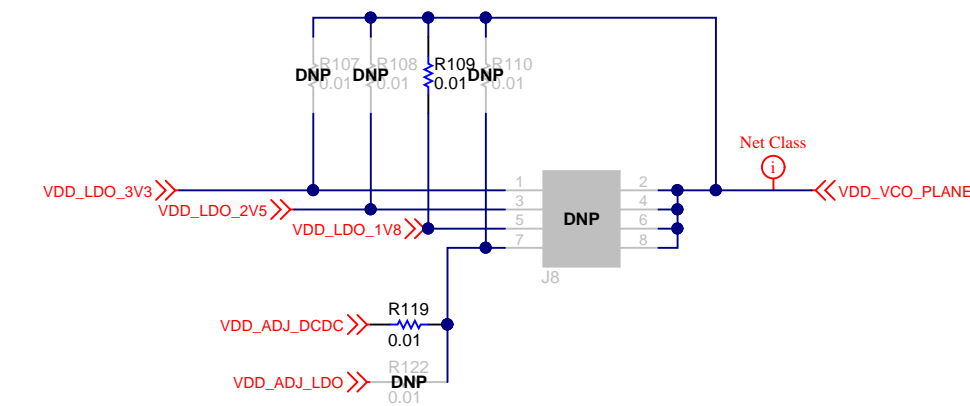 R107 R108 R109 R110
DNP DNP DNP
0.01 0.01 0.01 0.01
Net Class
i
VDD_LDO_3V3
1 2
VDD_VCO_PLANE
VDD_LDO_2V5
3 4
VDD_LDO_1V8
5 6
DNP
7 8
J8
R119
VDD_ADJ_DCDC
0.01
R122
VDD_ADJ_LDO
DNP
0.01